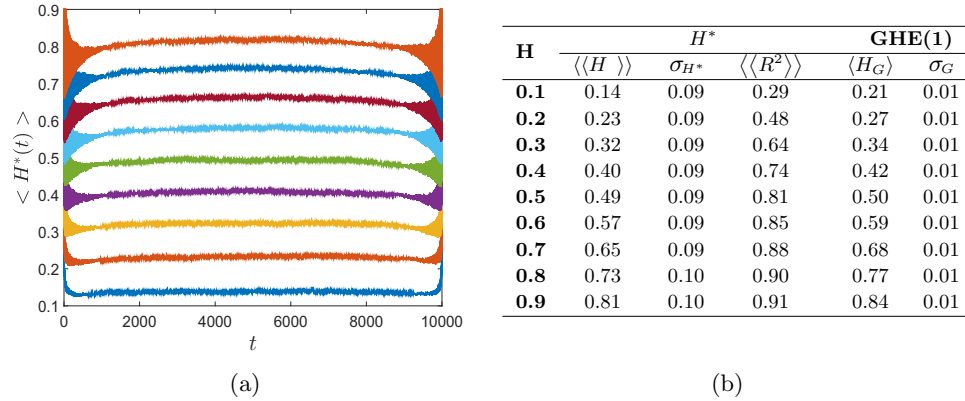 0.9
0.8
0.7
0.6
0.5
0.4
0.3
0.2
0.1
< H*(t) >
0 2000 4000 6000 8000 10000
t
(a)
H H* GHE(1)
⟨⟨H ⟩⟩ σH* ⟨⟨R²⟩⟩ ⟨HG⟩ σG
0.1 0.14 0.09 0.29 0.21 0.01
0.2 0.23 0.09 0.48 0.27 0.01
0.3 0.32 0.09 0.64 0.34 0.01
0.4 0.40 0.09 0.74 0.42 0.01
0.5 0.49 0.09 0.81 0.50 0.01
0.6 0.57 0.09 0.85 0.59 0.01
0.7 0.65 0.09 0.88 0.68 0.01
0.8 0.73 0.10 0.90 0.77 0.01
0.9 0.81 0.10 0.91 0.84 0.01
(b)